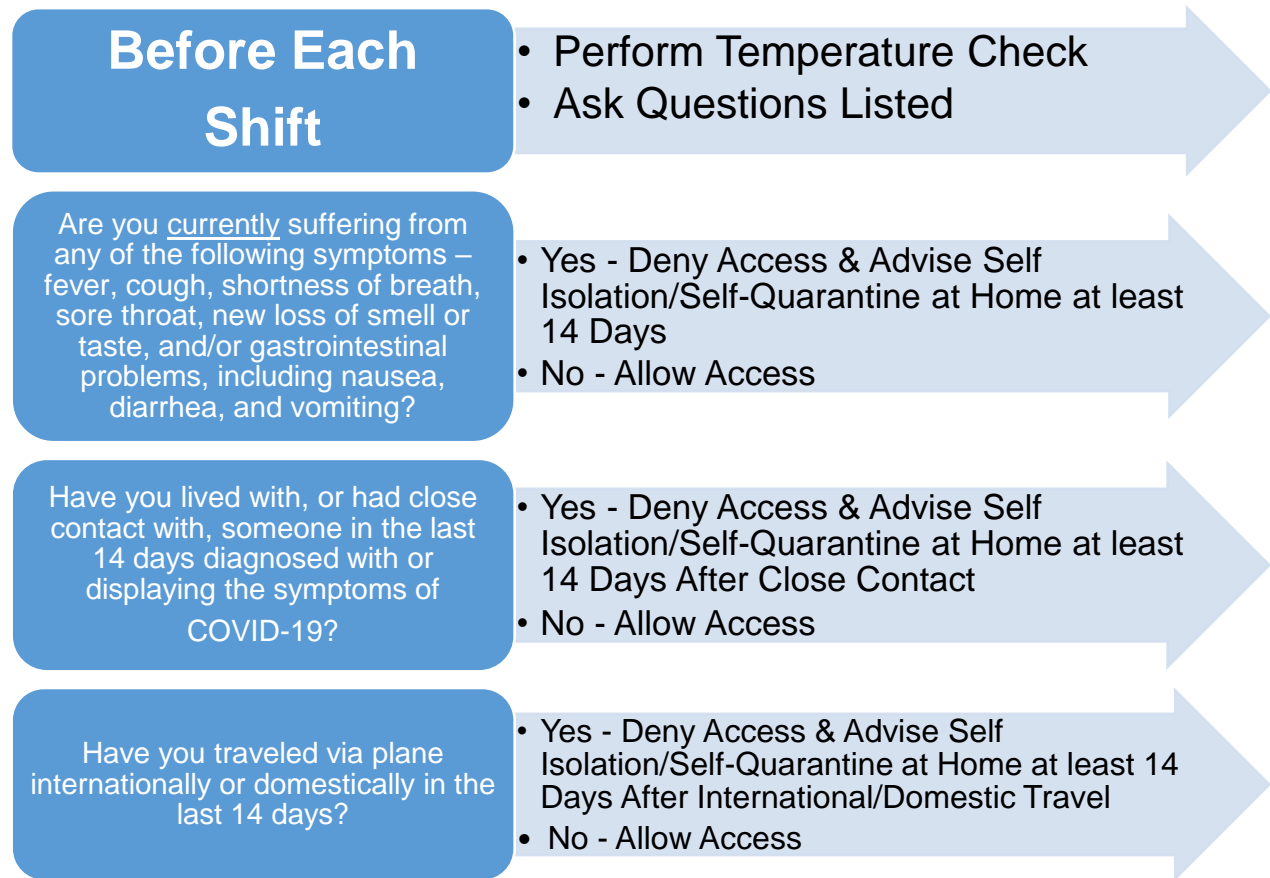 Before Each
Shift
• Perform Temperature Check
• Ask Questions Listed
Are you currently suffering from
any of the following symptoms –
fever, cough, shortness of breath,
sore throat, new loss of smell or
taste, and/or gastrointestinal
problems, including nausea,
diarrhea, and vomiting?
• Yes - Deny Access & Advise Self
Isolation/Self-Quarantine at Home at least
14 Days
• No - Allow Access
Have you lived with, or had close
contact with, someone in the last
14 days diagnosed with or
displaying the symptoms of
COVID-19?
• Yes - Deny Access & Advise Self
Isolation/Self-Quarantine at Home at least
14 Days After Close Contact
• No - Allow Access
Have you traveled via plane
internationally or domestically in the
last 14 days?
• Yes - Deny Access & Advise Self
Isolation/Self-Quarantine at Home at least 14
Days After International/Domestic Travel
• No - Allow Access